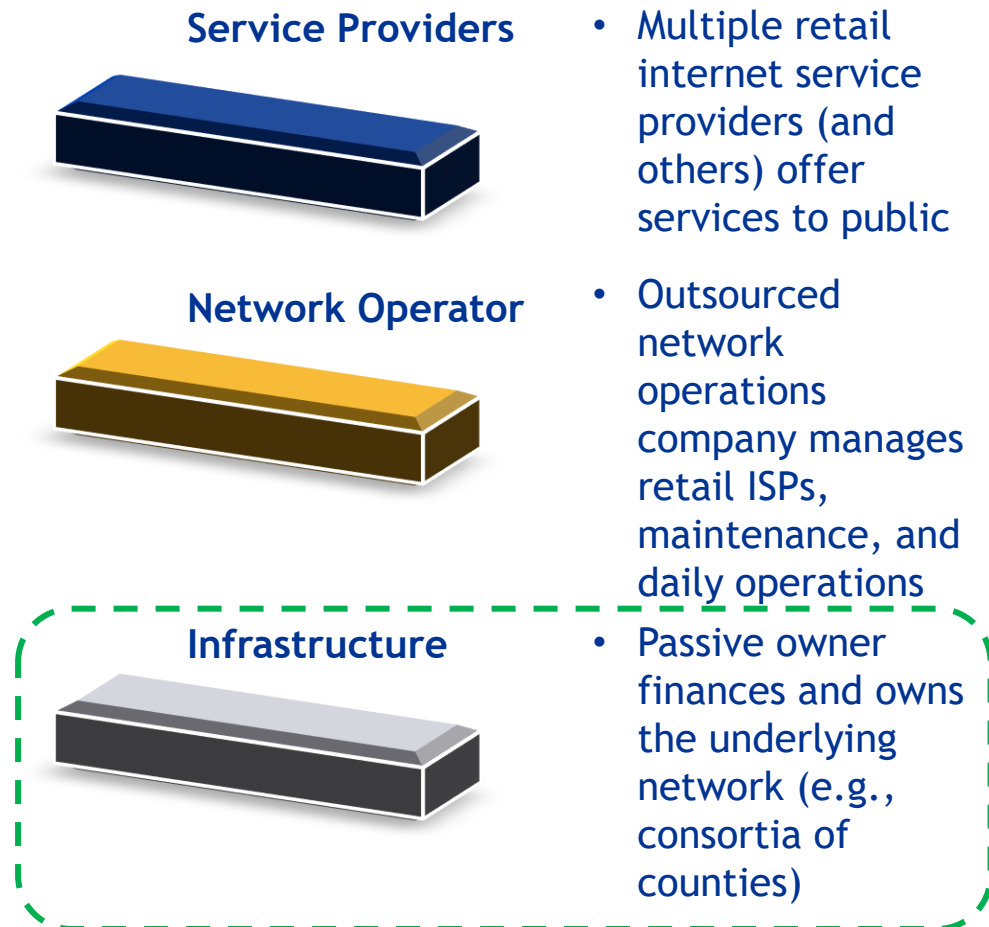 Service Providers
• Multiple retail
internet service
providers (and
others) offer
services to public
Network Operator
• Outsourced
network
operations
company manages
retail ISPs,
maintenance, and
daily operations
Infrastructure
• Passive owner
finances and owns
the underlying
network (e.g.,
consortia of
counties)